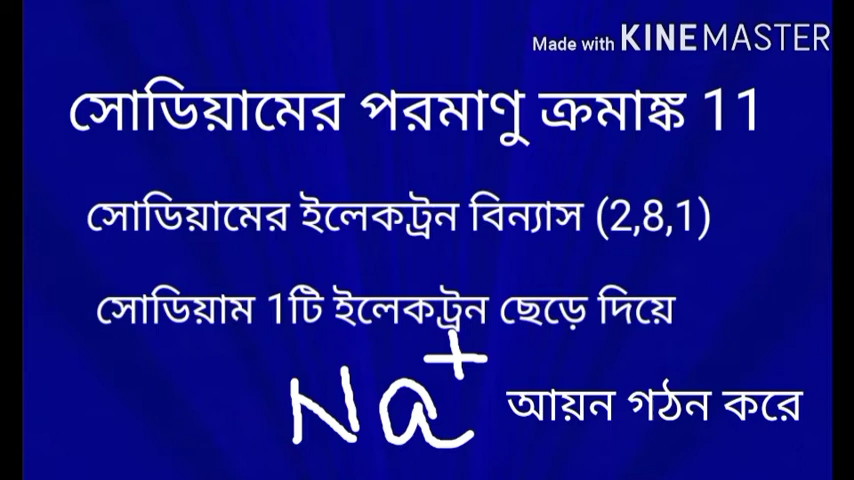 Made with KINEMASTER
সোডিয়ামের পরমাণু ক্রমাঙ্ক 11
সোডিয়ামের ইলেকট্রন বিন্যাস (2,8,1)
সোডিয়াম 1টি ইলেকট্রন ছেড়ে দিয়ে
Na⁺ আয়ন গঠন করে